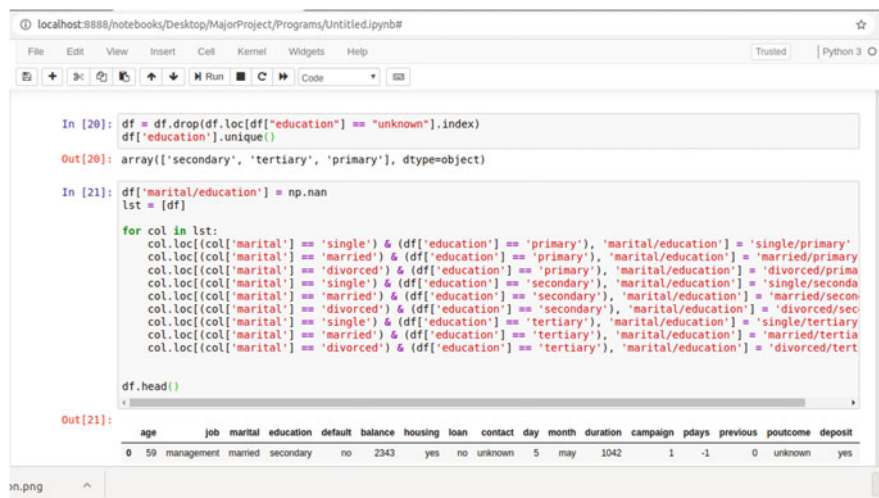 localhost:8888/notebooks/Desktop/MajorProject/Programs/Untitled.ipynb#
File Edit View Insert Cell Kernel Widgets Help Trusted Python 3
Run Code
In [20]: df = df.drop(df.loc[df["education"] == "unknown"].index)
df['education'].unique()
Out[20]: array(['secondary', 'tertiary', 'primary'], dtype=object)
In [21]: df['marital/education'] = np.nan
lst = [df]
for col in lst:
col.loc[(col['marital'] == 'single') & (df['education'] == 'primary'), 'marital/education'] = 'single/primary'
col.loc[(col['marital'] == 'married') & (df['education'] == 'primary'), 'marital/education'] = 'married/primary
col.loc[(col['marital'] == 'divorced') & (df['education'] == 'primary'), 'marital/education'] = 'divorced/prima
col.loc[(col['marital'] == 'single') & (df['education'] == 'secondary'), 'marital/education'] = 'single/seconda
col.loc[(col['marital'] == 'married') & (df['education'] == 'secondary'), 'marital/education'] = 'married/secon
col.loc[(col['marital'] == 'divorced') & (df['education'] == 'secondary'), 'marital/education'] = 'divorced/sec
col.loc[(col['marital'] == 'single') & (df['education'] == 'tertiary'), 'marital/education'] = 'single/tertiary
col.loc[(col['marital'] == 'married') & (df['education'] == 'tertiary'), 'marital/education'] = 'married/tertia
col.loc[(col['marital'] == 'divorced') & (df['education'] == 'tertiary'), 'marital/education'] = 'divorced/tert
df.head()
Out[21]:
age job marital education default balance housing loan contact day month duration campaign pdays previous poutcome deposit
0 59 management married secondary no 2343 yes no unknown 5 may 1042 1 -1 0 unknown yes
on.png